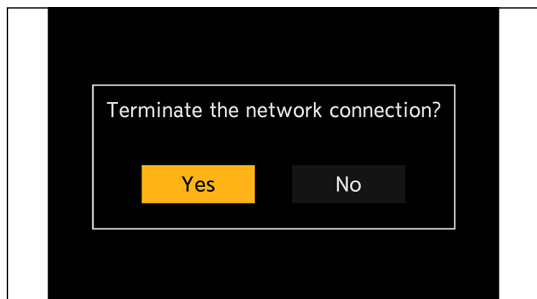 Terminate the network connection?
Yes No